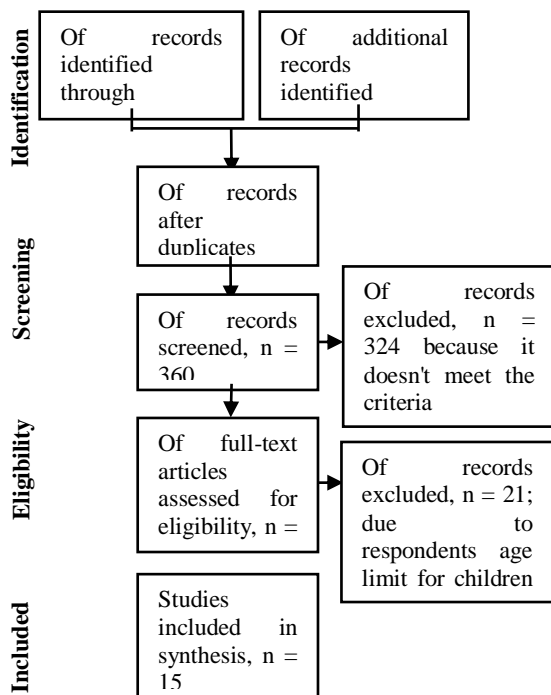 Identification
Of records
identified
through
Of additional
records
identified
Of records
after
duplicates
Screening
Of records
screened, n =
360
Of records
excluded, n =
324 because it
doesn't meet the
criteria
Eligibility
Of full-text
articles
assessed for
eligibility, n =
Of records
excluded, n = 21;
due to
respondents age
limit for children
Included
Studies
included in
synthesis, n =
15